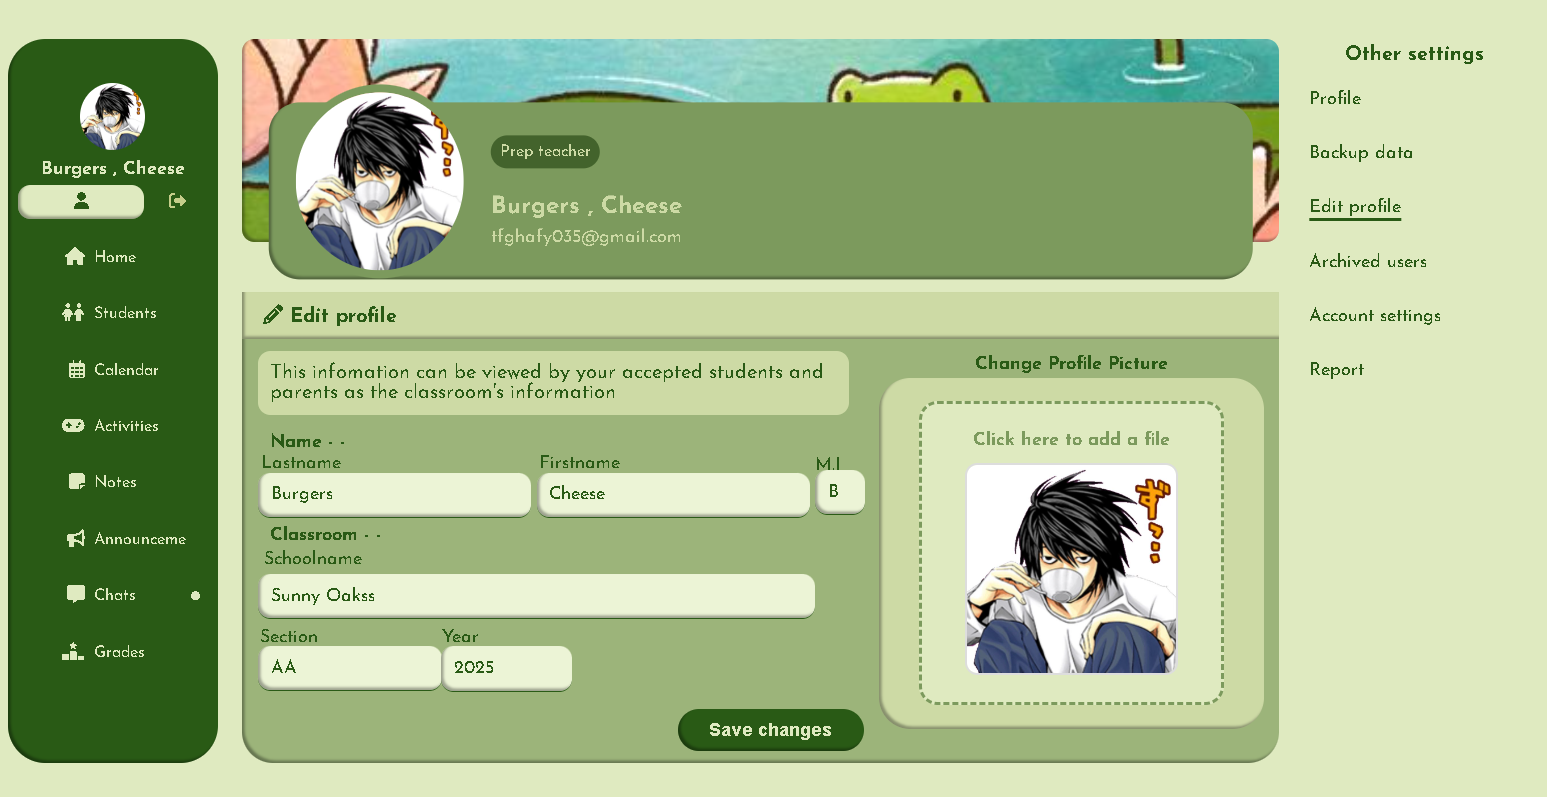 Burgers , Cheese
Home
Students
Calendar
Activities
Notes
Announceme
Chats
Grades
Prep teacher
Burgers , Cheese
tfghafy035@gmail.com
Edit profile
This infomation can be viewed by your accepted students and
parents as the classroom's information
Name - -
Lastname
Firstname
M.I
Burgers
Cheese
B
Classroom - -
Schoolname
Sunny Oakss
Section
Year
AA
2025
Save changes
Change Profile Picture
Click here to add a file
ずっ…
Other settings
Profile
Backup data
Edit profile
Archived users
Account settings
Report